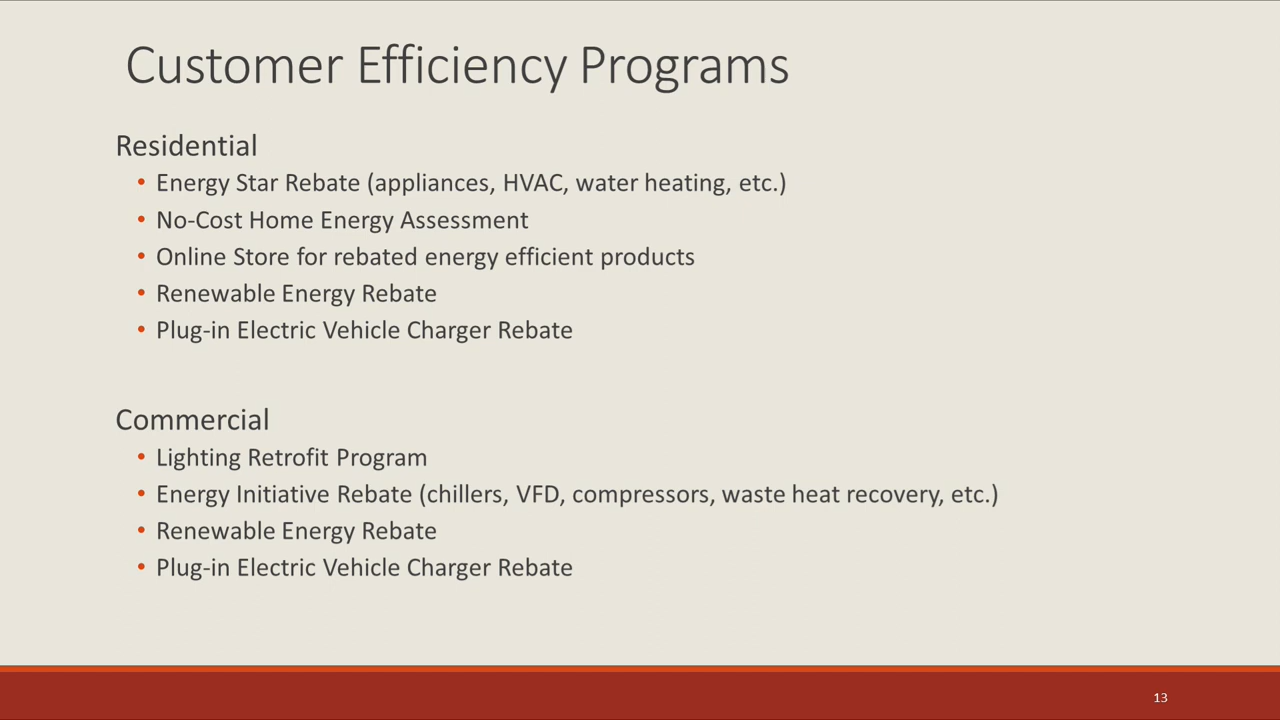 Customer Efficiency Programs
Residential
• Energy Star Rebate (appliances, HVAC, water heating, etc.)
• No-Cost Home Energy Assessment
• Online Store for rebated energy efficient products
• Renewable Energy Rebate
• Plug-in Electric Vehicle Charger Rebate
Commercial
• Lighting Retrofit Program
• Energy Initiative Rebate (chillers, VFD, compressors, waste heat recovery, etc.)
• Renewable Energy Rebate
• Plug-in Electric Vehicle Charger Rebate
13